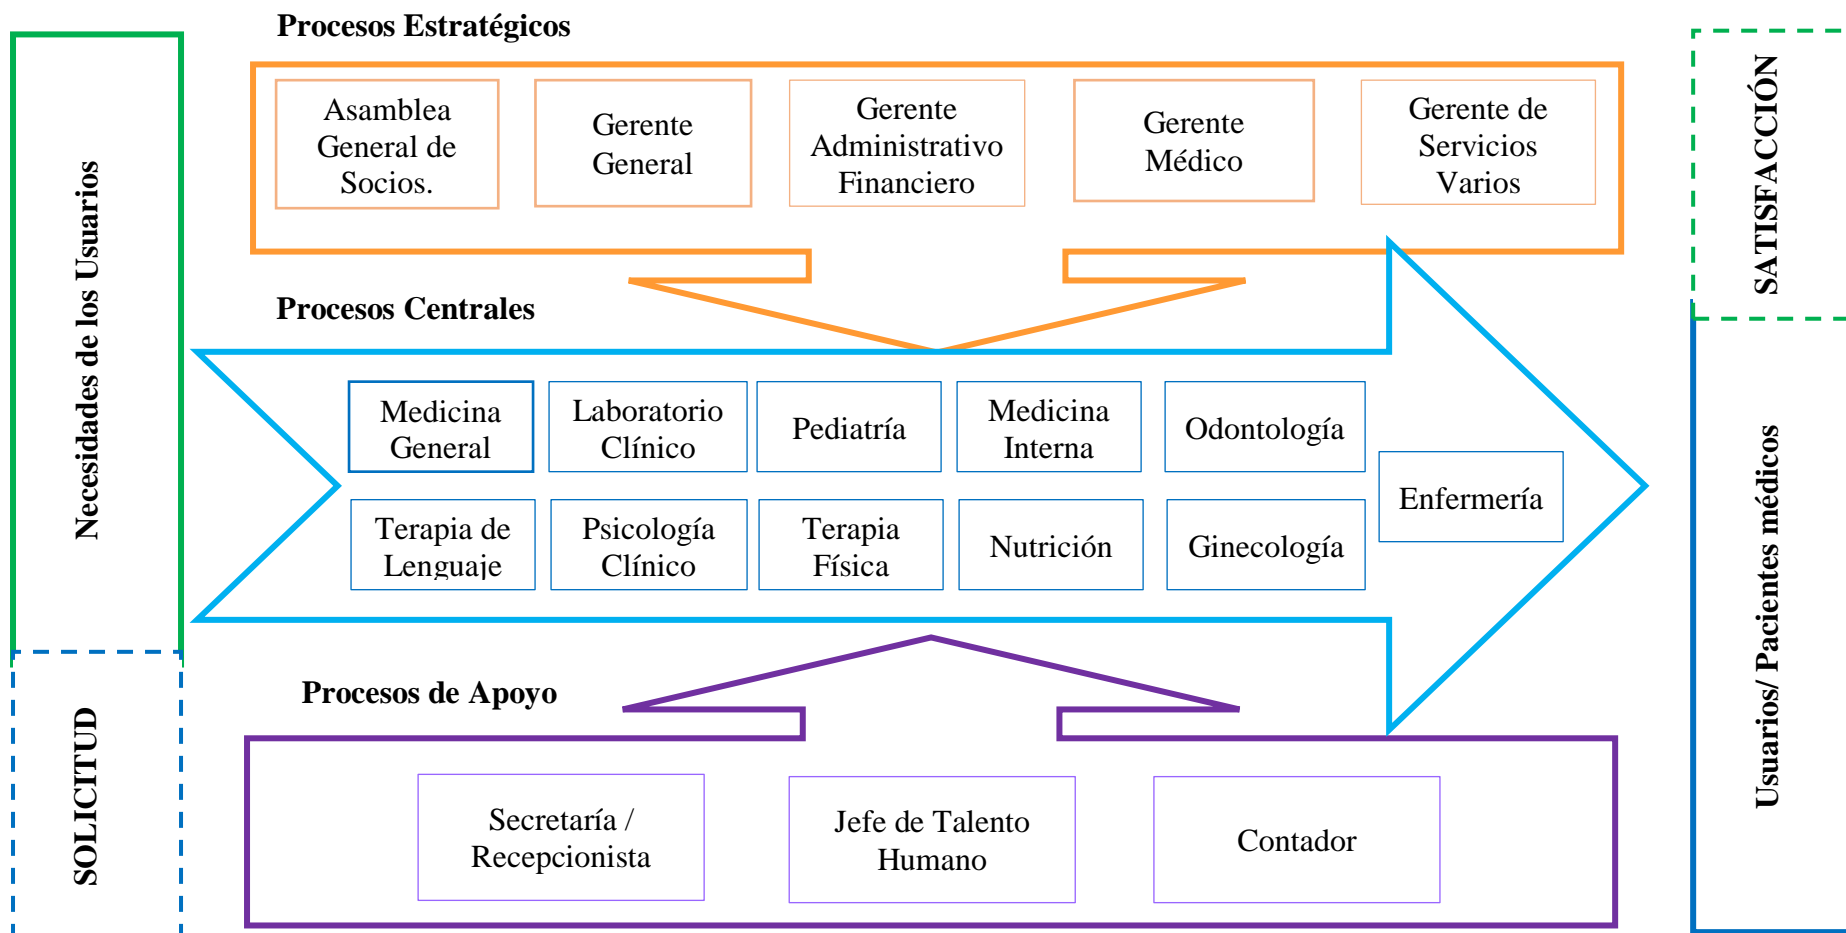 Procesos Estratégicos
Asamblea
General de
Socios.
Gerente
General
Gerente
Administrativo
Financiero
Gerente
Médico
Gerente de
Servicios
Varios
Necesidades de los Usuarios
SOLICITUD
Procesos Centrales
Medicina
General
Laboratorio
Clínico
Pediatría
Medicina
Interna
Odontología
Terapia de
Lenguaje
Psicología
Clínico
Terapia
Física
Nutrición
Ginecología
Enfermería
Procesos de Apoyo
Secretaría /
Recepcionista
Jefe de Talento
Humano
Contador
SATISFACCIÓN
Usuarios/ Pacientes médicos